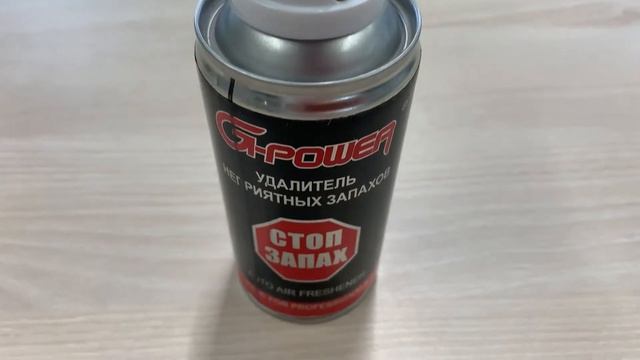 G-POWER
УДАЛИТЕЛЬ
НЕПРИЯТНЫХ ЗАПАХОВ
СТОП
ЗАПАХ
AUTO AIR FRESHENER
FOR PROFESSIONAL